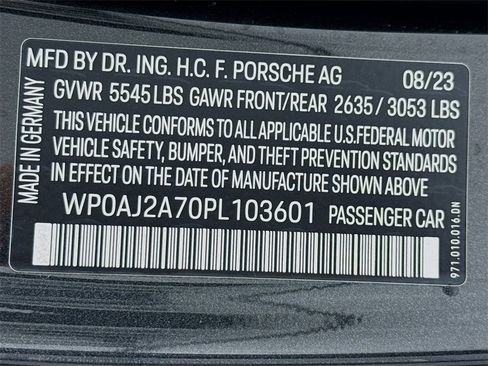 MFD BY DR. ING. H.C. F. PORSCHE AG 08/23
GVWR 5545 LBS GAWR FRONT/REAR 2635 / 3053 LBS
THIS VEHICLE CONFORMS TO ALL APPLICABLE U.S.FEDERAL MOTOR
VEHICLE SAFETY, BUMPER, AND THEFT PREVENTION STANDARDS
IN EFFECT ON THE DATE OF MANUFACTURE SHOWN ABOVE
WP0AJ2A70PL103601 PASSENGER CAR
MADE IN GERMANY
971.010.016.DN